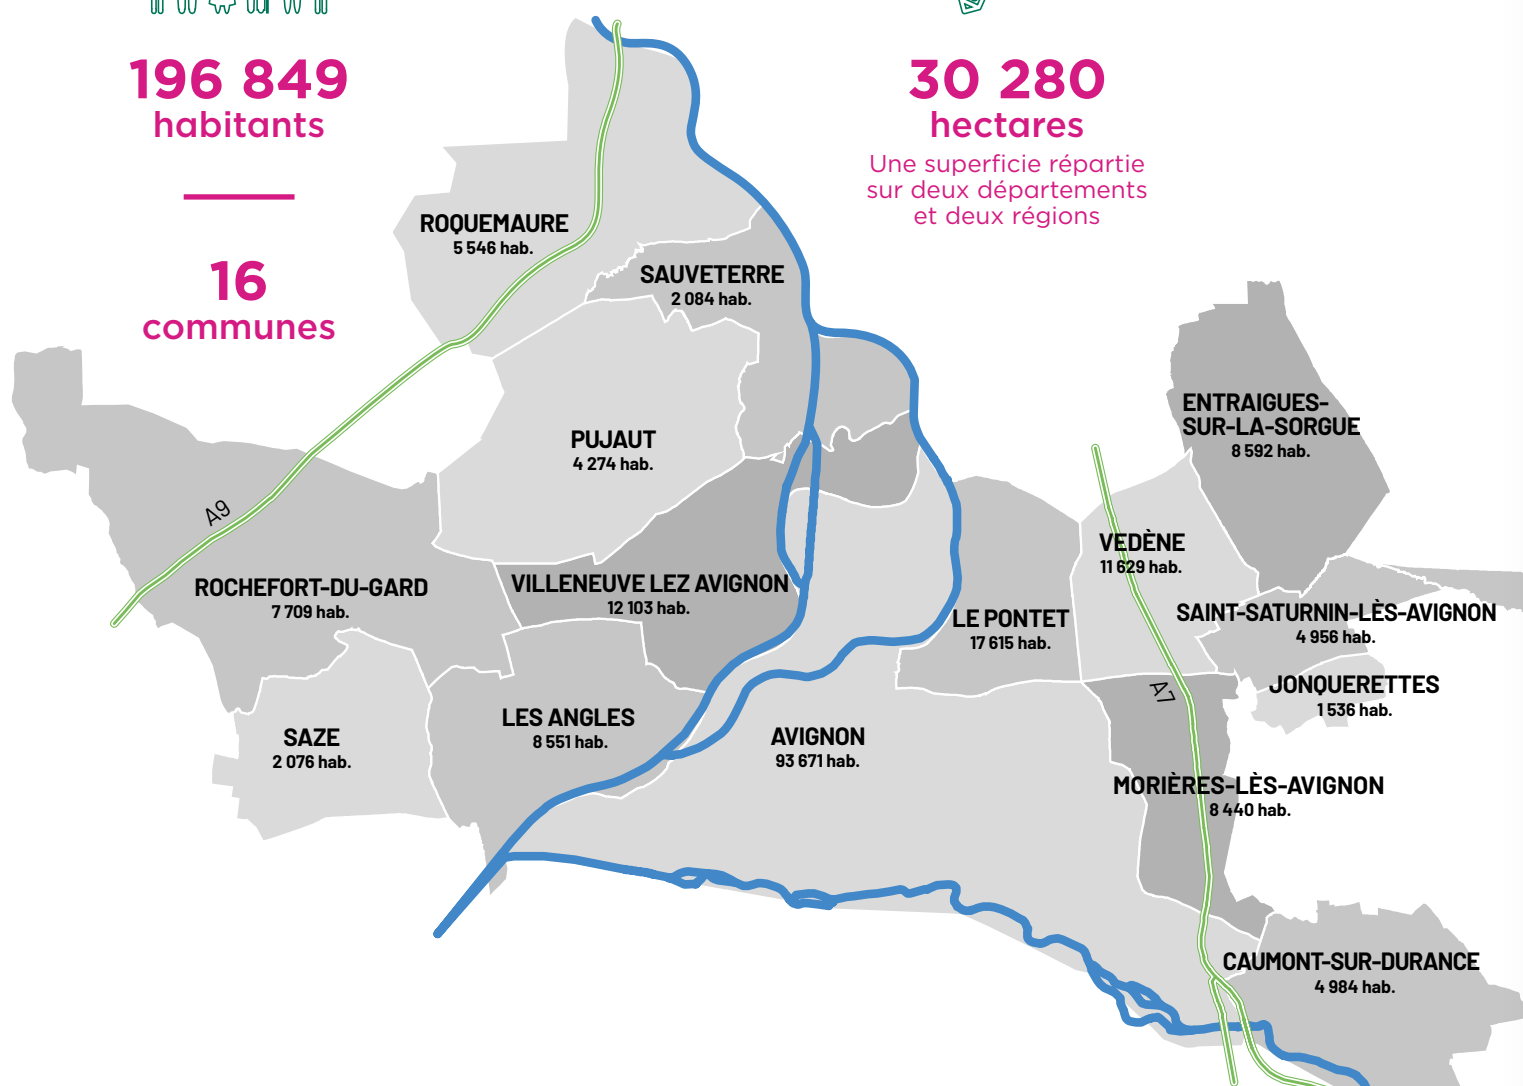 196 849
habitants
16
communes
30 280
hectares
Une superficie répartie
sur deux départements
et deux régions
ROQUEMAURE
5 546 hab.
SAUVETERRE
2 084 hab.
PUJAUT
4 274 hab.
ENTRAIGUES-
SUR-LA-SORGUE
8 592 hab.
A9
VEDÈNE
11 629 hab.
ROCHEFORT-DU-GARD
7 709 hab.
VILLENEUVE LEZ AVIGNON
12 103 hab.
LE PONTET
17 615 hab.
SAINT-SATURNIN-LÈS-AVIGNON
4 956 hab.
JONQUERETTES
1 536 hab.
A7
SAZE
2 076 hab.
LES ANGLES
8 551 hab.
AVIGNON
93 671 hab.
MORIÈRES-LÈS-AVIGNON
8 440 hab.
CAUMONT-SUR-DURANCE
4 984 hab.